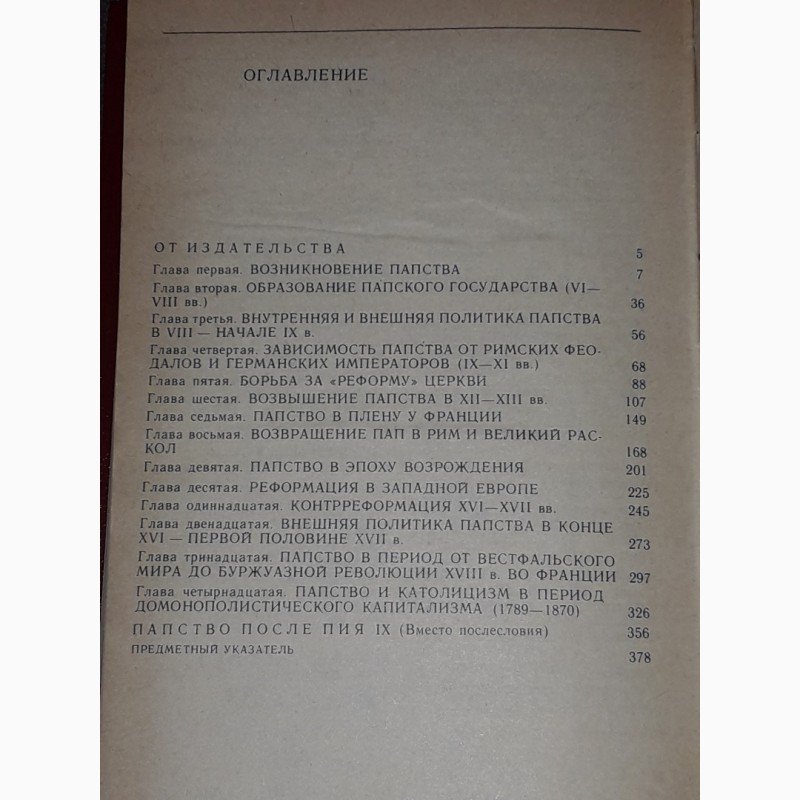 ОГЛАВЛЕНИЕ
ОТ ИЗДАТЕЛЬСТВА 5
Глава первая. ВОЗНИКНОВЕНИЕ ПАПСТВА 7
Глава вторая. ОБРАЗОВАНИЕ ПАПСКОГО ГОСУДАРСТВА (VI—
VIII вв.) 36
Глава третья. ВНУТРЕННЯЯ И ВНЕШНЯЯ ПОЛИТИКА ПАПСТВА
В VIII — НАЧАЛЕ IX в. 56
Глава четвертая. ЗАВИСИМОСТЬ ПАПСТВА ОТ РИМСКИХ ФЕО-
ДАЛОВ И ГЕРМАНСКИХ ИМПЕРАТОРОВ (IX—XI вв.) 68
Глава пятая. БОРЬБА ЗА «РЕФОРМУ» ЦЕРКВИ 88
Глава шестая. ВОЗВЫШЕНИЕ ПАПСТВА В XII—XIII вв. 107
Глава седьмая. ПАПСТВО В ПЛЕНУ У ФРАНЦИИ 149
Глава восьмая. ВОЗВРАЩЕНИЕ ПАП В РИМ И ВЕЛИКИЙ РАС-
КОЛ 168
Глава девятая. ПАПСТВО В ЭПОХУ ВОЗРОЖДЕНИЯ 201
Глава десятая. РЕФОРМАЦИЯ В ЗАПАДНОЙ ЕВРОПЕ 225
Глава одиннадцатая. КОНТРРЕФОРМАЦИЯ XVI—XVII вв. 245
Глава двенадцатая. ВНЕШНЯЯ ПОЛИТИКА ПАПСТВА В КОНЦЕ
XVI — ПЕРВОЙ ПОЛОВИНЕ XVII в. 273
Глава тринадцатая. ПАПСТВО В ПЕРИОД ОТ ВЕСТФАЛЬСКОГО
МИРА ДО БУРЖУАЗНОЙ РЕВОЛЮЦИИ XVIII в. ВО ФРАНЦИИ 297
Глава четырнадцатая. ПАПСТВО И КАТОЛИЦИЗМ В ПЕРИОД
ДОМОНОПОЛИСТИЧЕСКОГО КАПИТАЛИЗМА (1789—1870) 326
ПАПСТВО ПОСЛЕ ПИЯ IX (Вместо послесловия) 356
ПРЕДМЕТНЫЙ УКАЗАТЕЛЬ 378